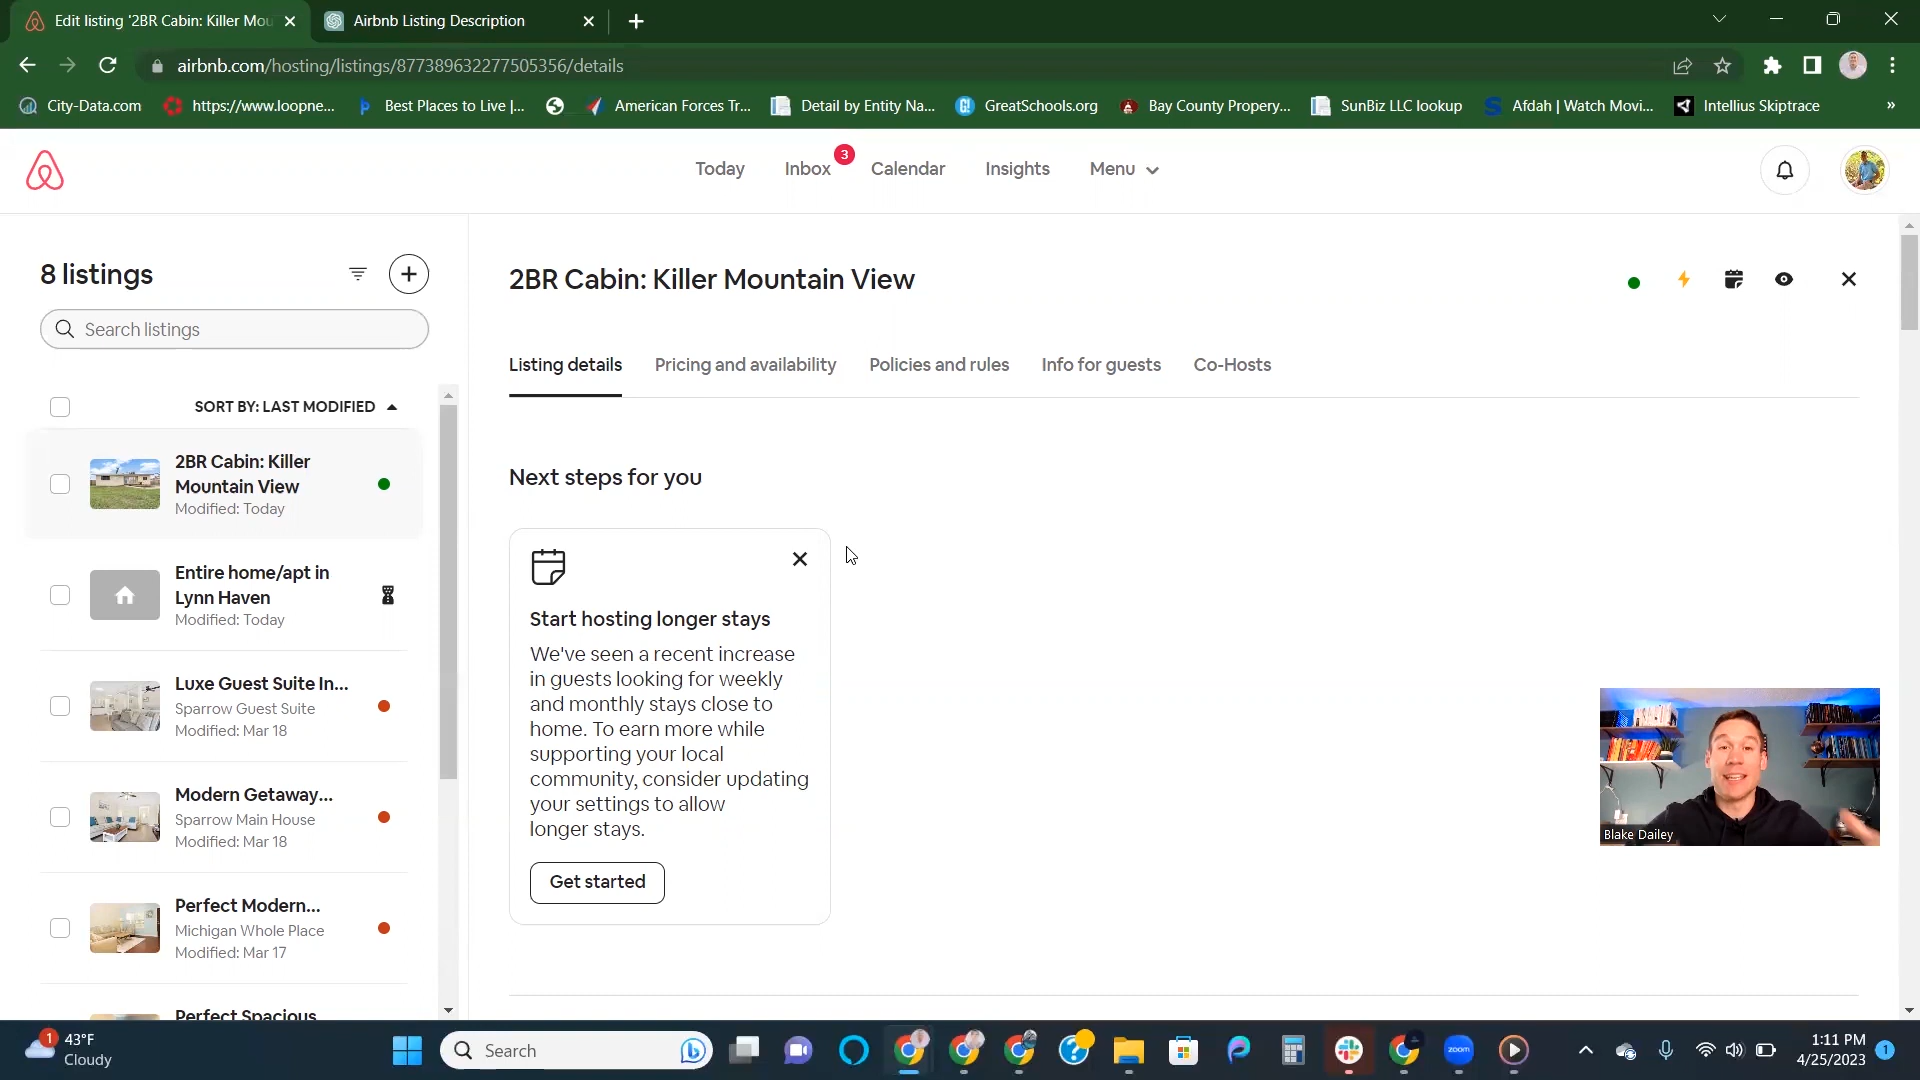 Edit listing '2BR Cabin: Killer Mou
Airbnb Listing Description
airbnb.com/hosting/listings/877389632277505356/details
City-Data.com
https://www.loopne...
Best Places to Live |...
American Forces Tr...
Detail by Entity Na...
GreatSchools.org
Bay County Propery...
SunBiz LLC lookup
Afdah | Watch Movi...
Intellius Skiptrace
»
Today
Inbox
3
Calendar
Insights
Menu
8 listings
Search listings
SORT BY: LAST MODIFIED
2BR Cabin: Killer
Mountain View
Modified: Today
Entire home/apt in
Lynn Haven
Modified: Today
Luxe Guest Suite In...
Sparrow Guest Suite
Modified: Mar 18
Modern Getaway...
Sparrow Main House
Modified: Mar 18
Perfect Modern...
Michigan Whole Place
Modified: Mar 17
Perfect Spacious
2BR Cabin: Killer Mountain View
Listing details
Pricing and availability
Policies and rules
Info for guests
Co-Hosts
Next steps for you
Start hosting longer stays
We've seen a recent increase
in guests looking for weekly
and monthly stays close to
home. To earn more while
supporting your local
community, consider updating
your settings to allow
longer stays.
Get started
Blake Dailey
1
43°F
Cloudy
Search
zoom
1:11 PM
4/25/2023
1